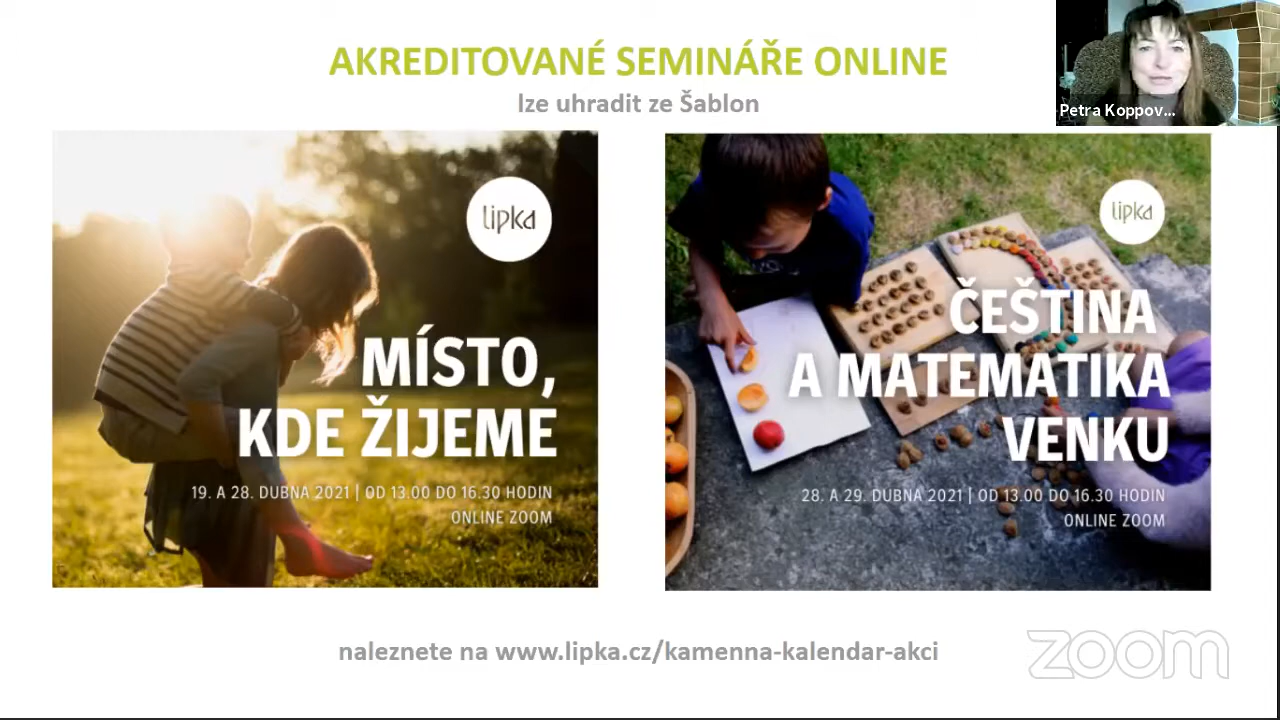 AKREDITOVANÉ SEMINÁŘE ONLINE
lze uhradit ze Šablon
Petra Koppov...
lipka
MÍSTO,
KDE ŽIJEME
19. A 28. DUBNA 2021 | OD 13.00 DO 16.30 HODIN
ONLINE ZOOM
lipka
ČEŠTINA
A MATEMATIKA
VENKU
28. A 29. DUBNA 2021 | OD 13.00 DO 16.30 HODIN
ONLINE ZOOM
naleznete na www.lipka.cz/kamenna-kalendar-akci
zoom